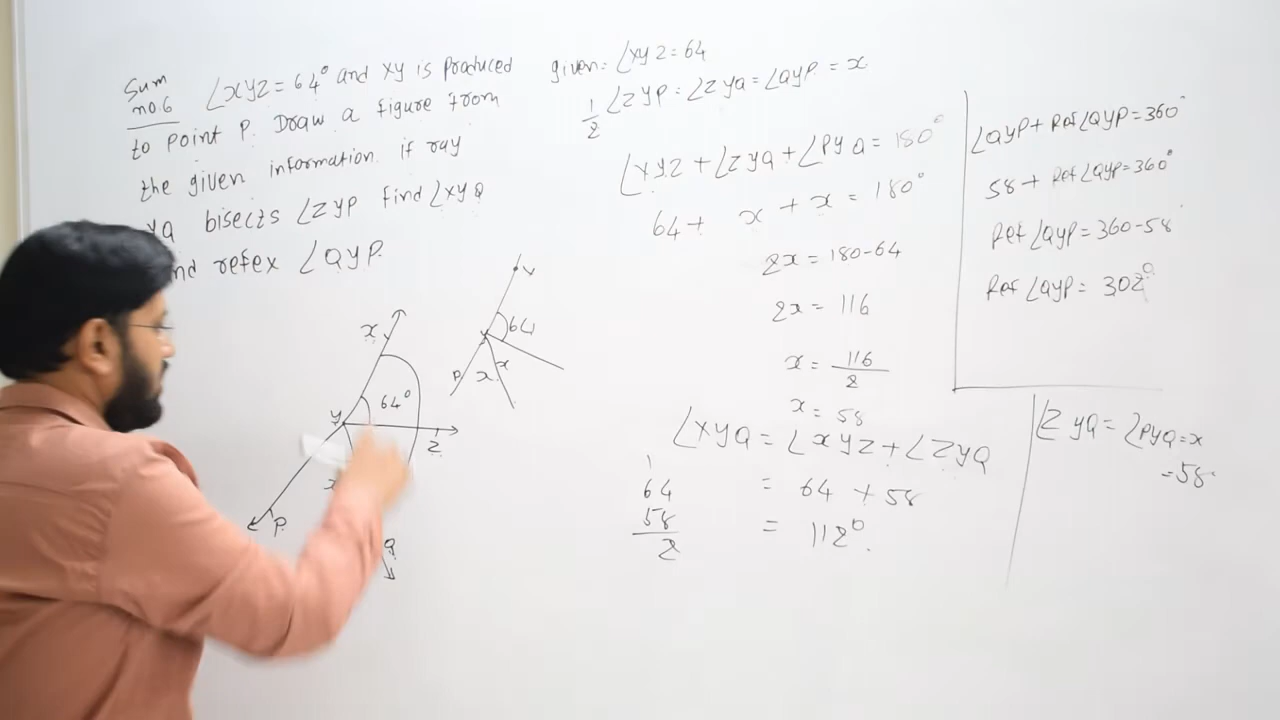 Sum
no 6
∠XYZ = 64° and XY is produced
to point P. Draw a figure from
the given information. if ray
YQ bisects ∠ZYP find ∠XYQ
nd refex ∠QYP.
given: ∠XYZ = 64
1/2 ∠ZYP = ∠ZYQ = ∠QYP = x
∠XYZ + ∠ZYQ + ∠PYQ = 180°
64 + x + x = 180°
2x = 180-64
2x = 116
x = 116/2
x = 58
∠XYQ = ∠XYZ + ∠ZYQ
= 64 + 58
= 112°.
1
64
58
2
∠QYP + Ref∠QYP = 360°
58 + Ref∠QYP = 360°
Ref ∠QYP = 360-58
Ref ∠QYP = 302°
∠ZYQ = ∠PYQ = x
= 58
x
64°
y
z
x
P
Q
64
P
x
x